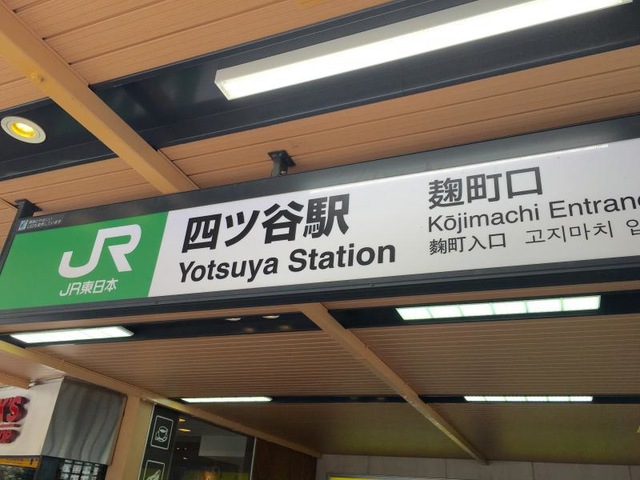 JR
JR東日本
四ツ谷駅
Yotsuya Station
麹町口
Kōjimachi Entranc
麴町入口 고지마치 입